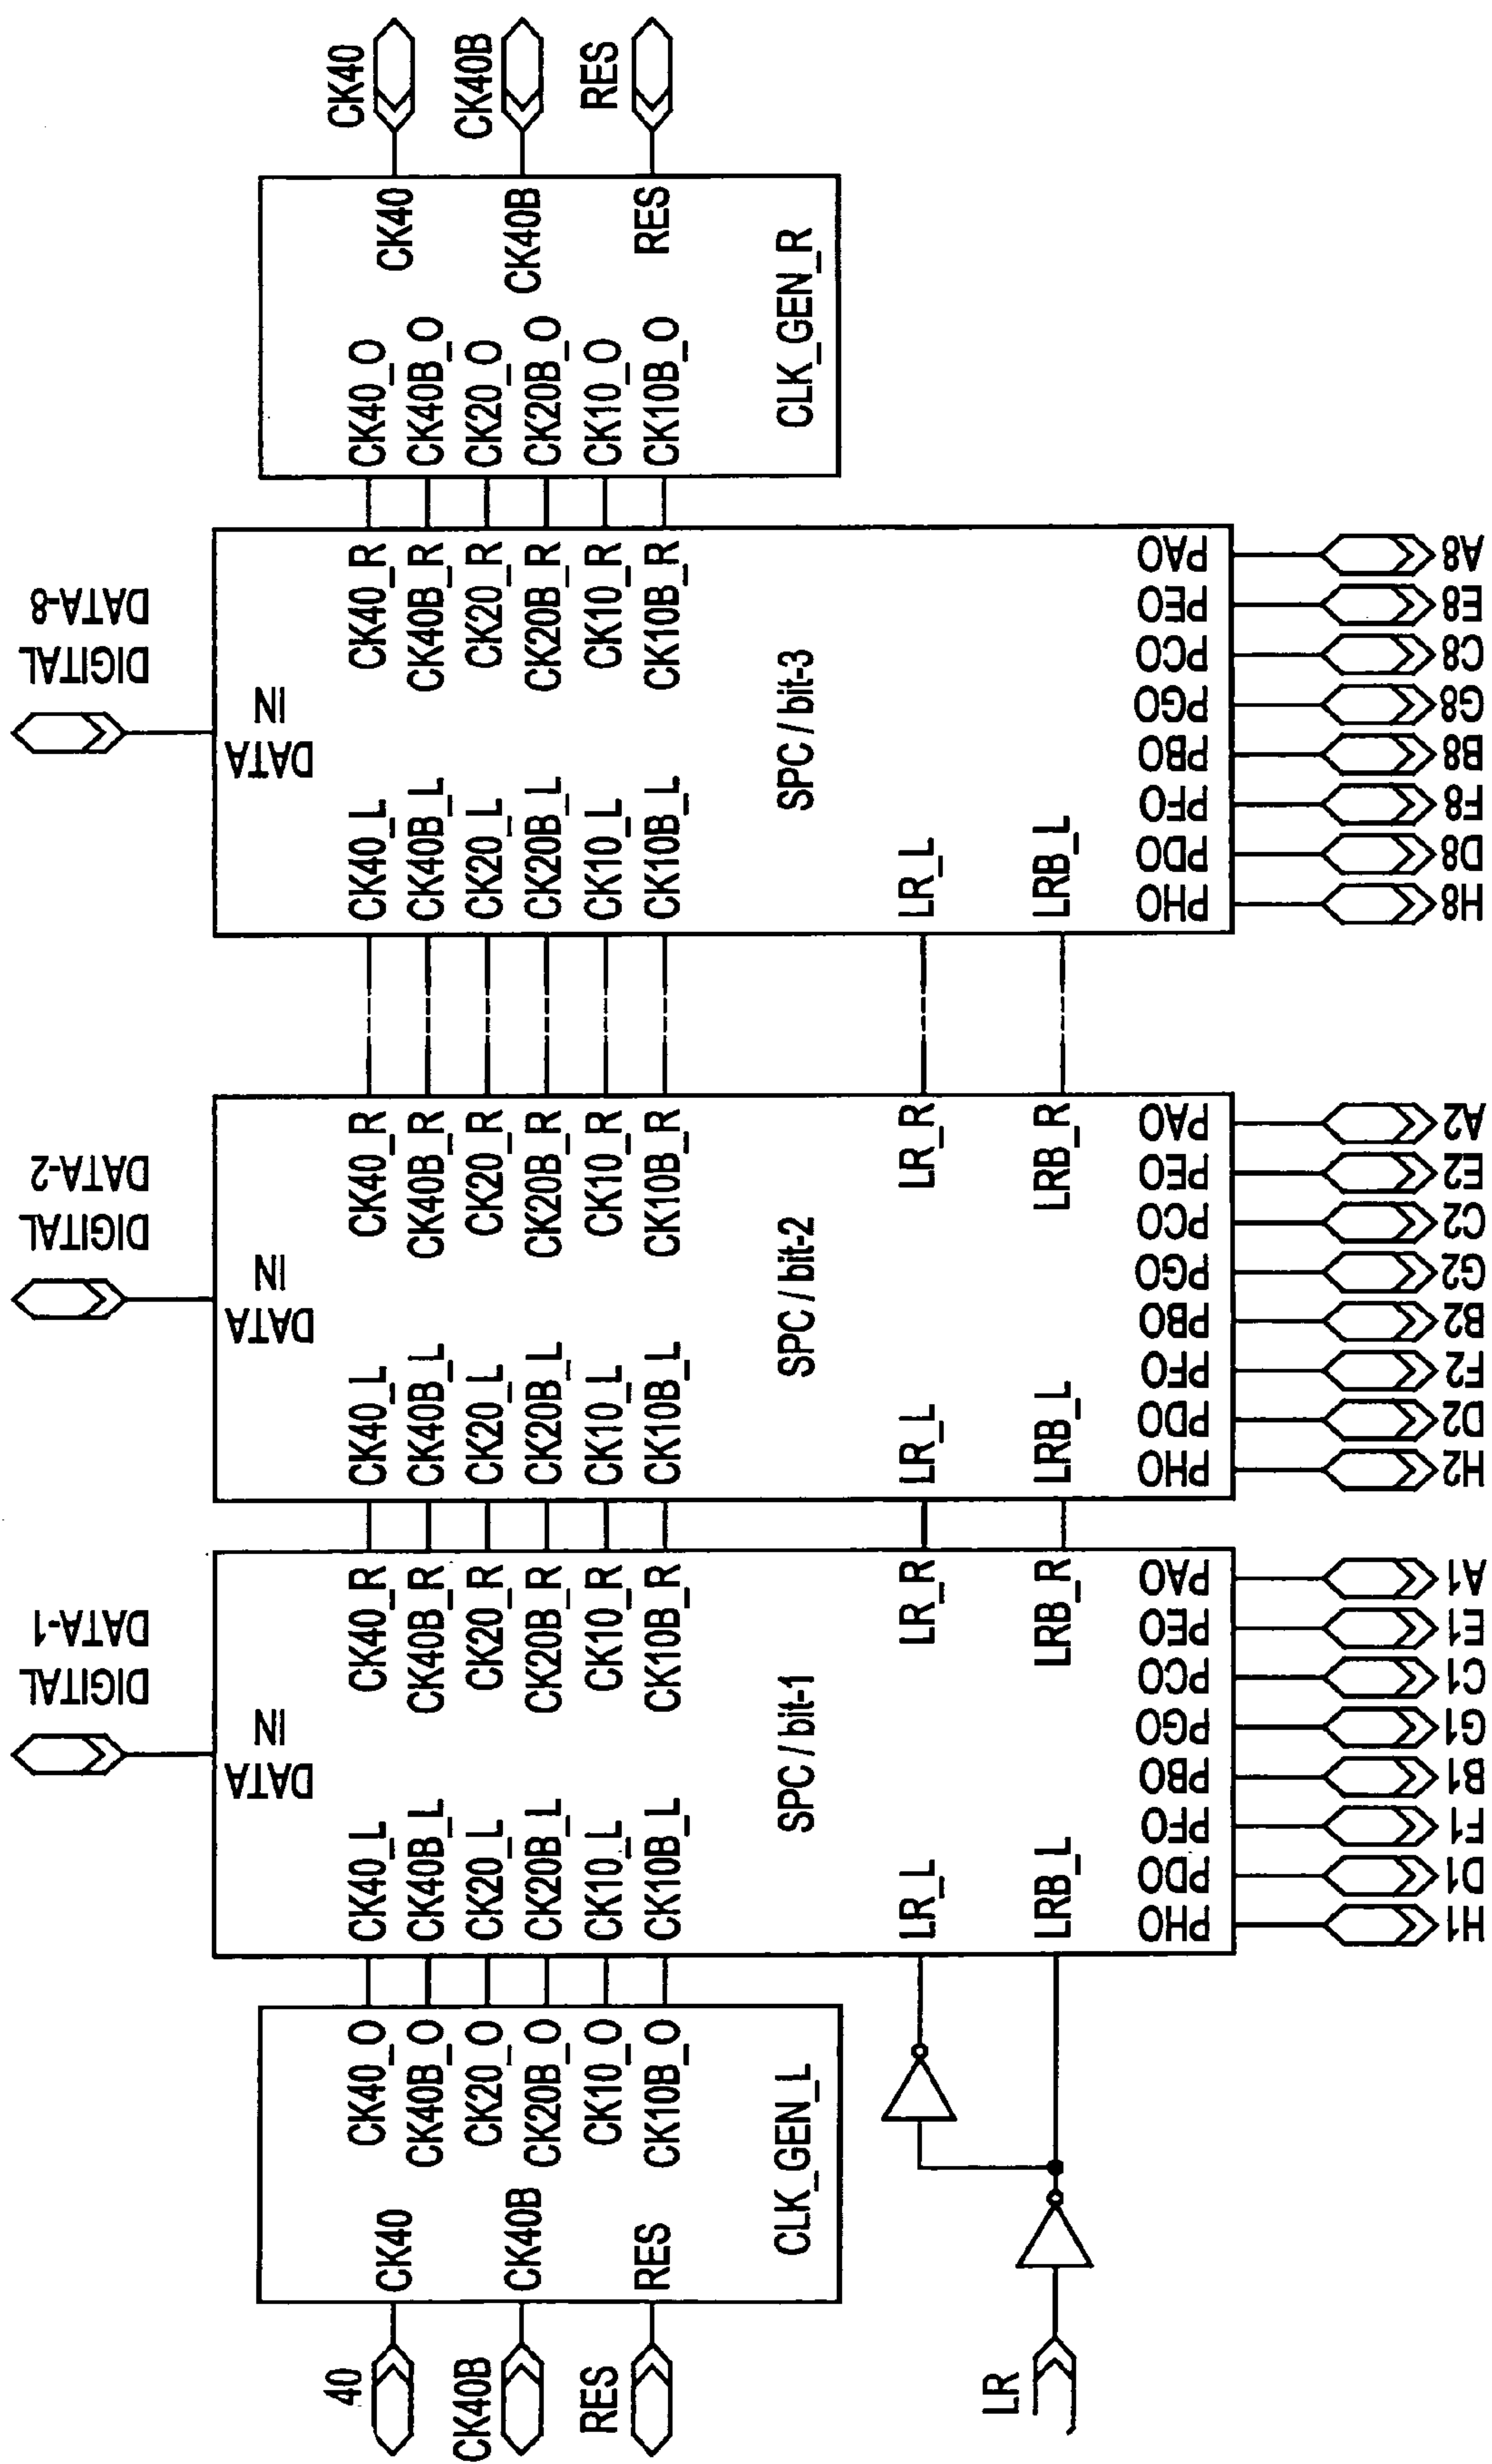 DIGITAL
DATA-1
DIGITAL
DATA-2
DIGITAL
DATA-8
40
CK40B
RES
LR
CK40
CK40B
RES
CK40_O
CK40B_O
CK20_O
CK20B_O
CK10_O
CK10B_O
CLK_GEN_L
DATA
IN
CK40_L
CK40B_L
CK20_L
CK20B_L
CK10_L
CK10B_L
CK40_R
CK40B_R
CK20_R
CK20B_R
CK10_R
CK10B_R
SPC / bit-1
LR_L
LRB_L
LR_R
LRB_R
PHO
PDO
PFO
PBO
PGO
PCO
PEO
PAO
H1
D1
F1
B1
G1
C1
E1
A1
DATA
IN
CK40_L
CK40B_L
CK20_L
CK20B_L
CK10_L
CK10B_L
CK40_R
CK40B_R
CK20_R
CK20B_R
CK10_R
CK10B_R
SPC / bit-2
LR_L
LRB_L
LR_R
LRB_R
PHO
PDO
PFO
PBO
PGO
PCO
PEO
PAO
H2
D2
F2
B2
G2
C2
E2
A2
DATA
IN
CK40_L
CK40B_L
CK20_L
CK20B_L
CK10_L
CK10B_L
CK40_R
CK40B_R
CK20_R
CK20B_R
CK10_R
CK10B_R
SPC / bit-3
LR_L
LRB_L
PHO
PDO
PFO
PBO
PGO
PCO
PEO
PAO
H8
D8
F8
B8
G8
C8
E8
A8
CK40_O
CK40B_O
CK20_O
CK20B_O
CK10_O
CK10B_O
CK40
CK40B
RES
CLK_GEN_R
CK40
CK40B
RES